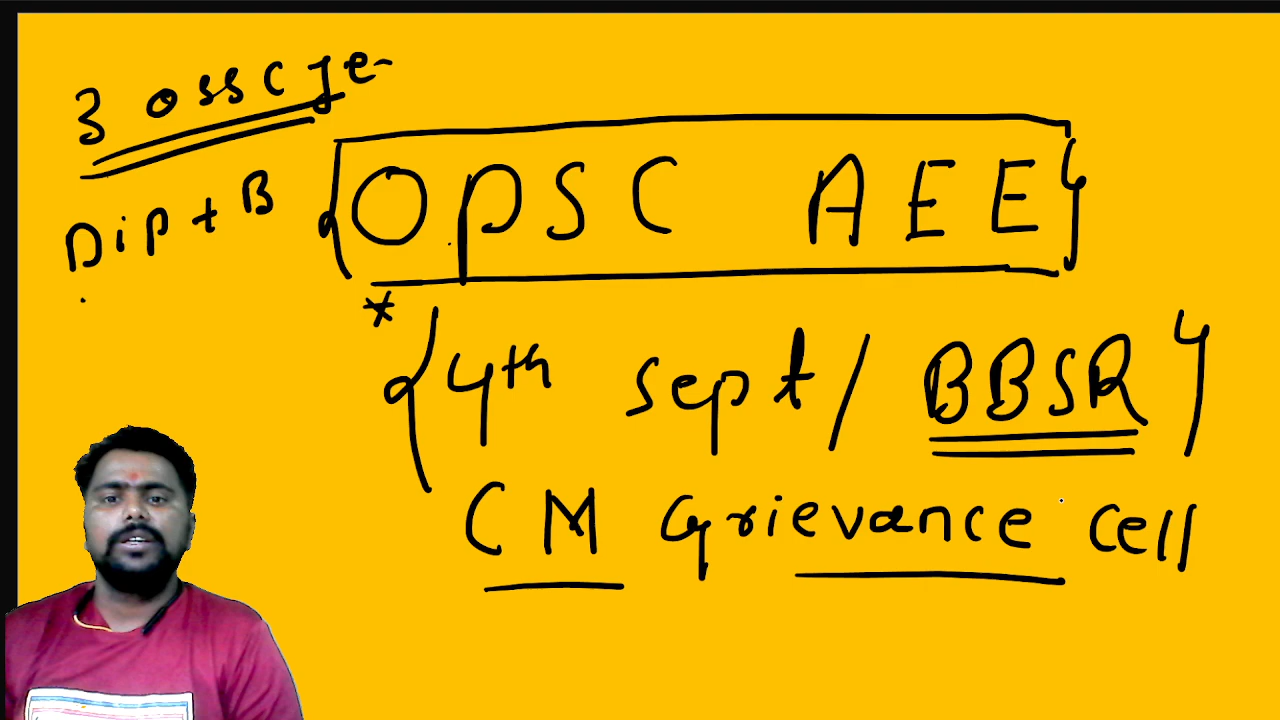 3 OSSC Je-
Dip + B
{OPSC AEE}
*
{4th Sept / BBSR}
CM Grievance Cell